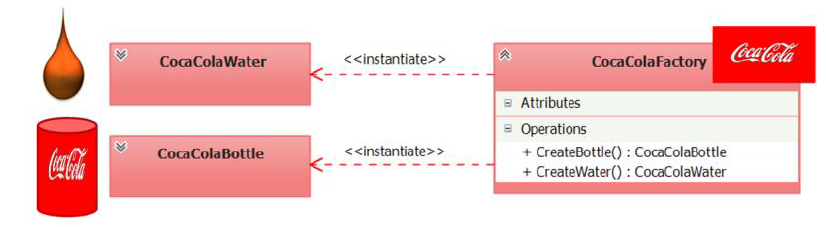 CocaColaWater
<<instantiate>>
CocaColaFactory
Coca-Cola
Attributes
Operations
+ CreateBottle() : CocaColaBottle
+ CreateWater() : CocaColaWater
Coca-Cola
CocaColaBottle
<<instantiate>>